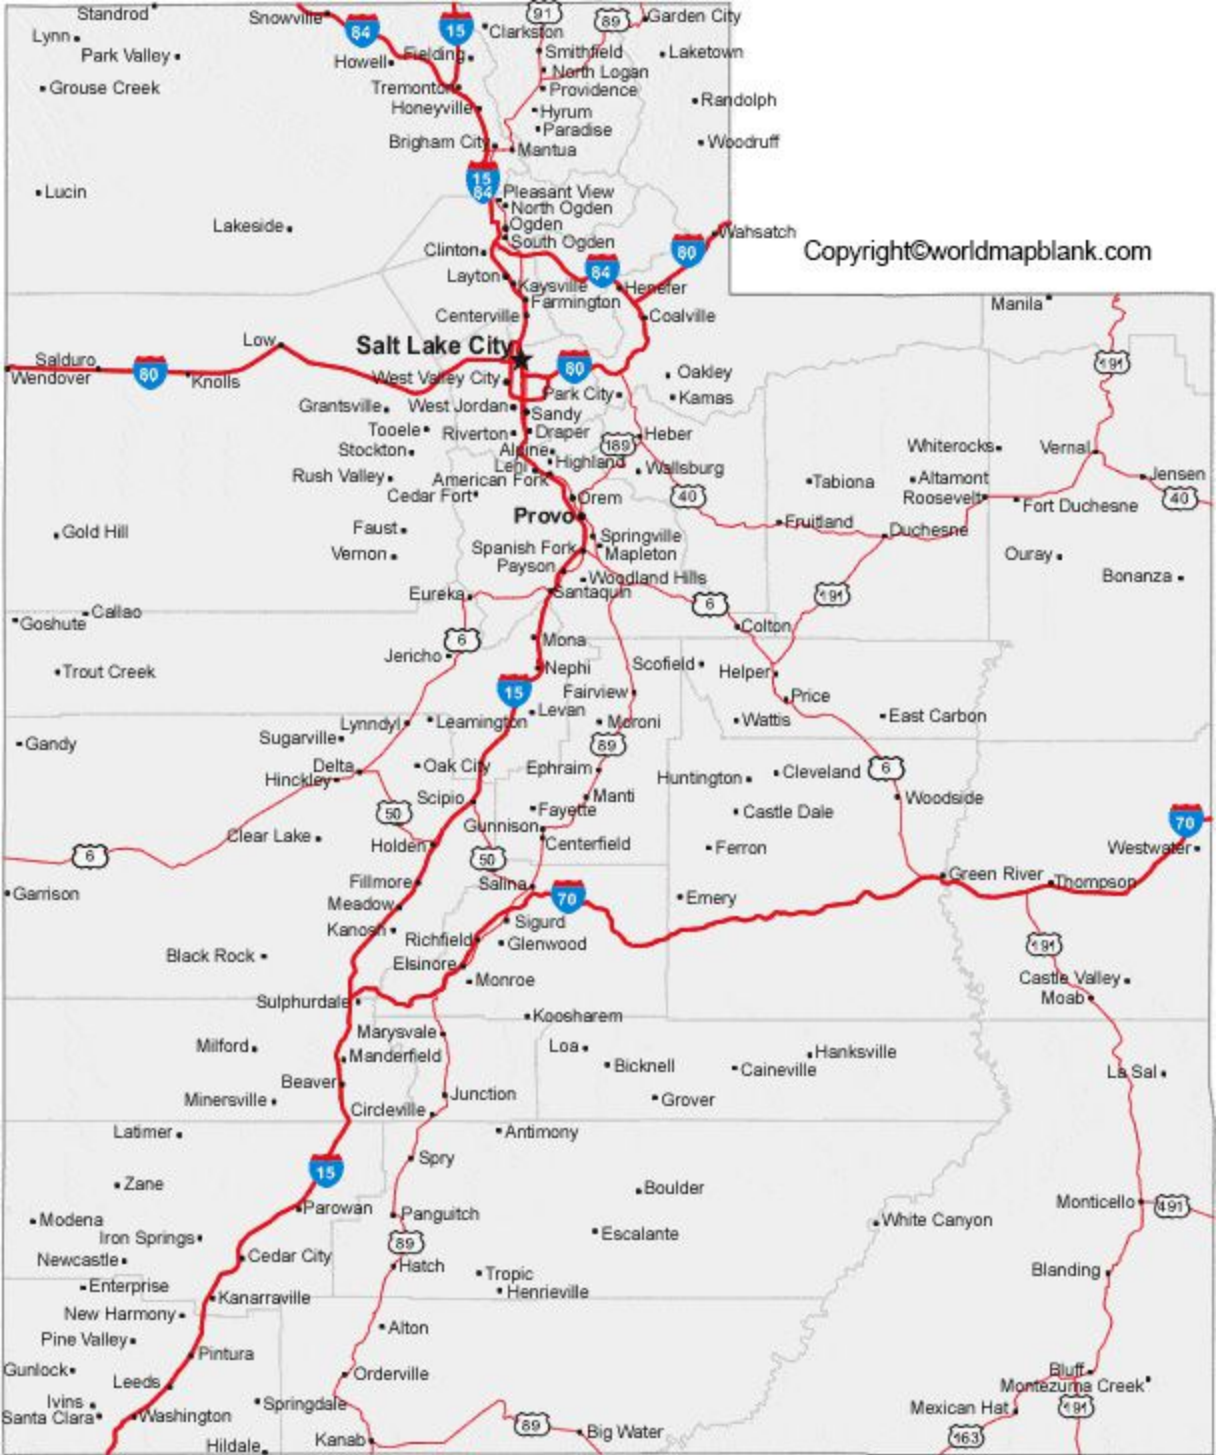 Standrod
Snowville
84
15
91
89
Garden City
Lynn
Clarkston
Park Valley
Howell
Fielding
Smithfield
Laketown
North Logan
Grouse Creek
Tremonton
Providence
Honeyville
Randolph
Hyrum
Paradise
Brigham City
Mantua
Woodruff
15
84
Lucin
Pleasant View
North Ogden
Lakeside
Ogden
South Ogden
Wahsatch
Clinton
80
Copyright©worldmapblank.com
84
Layton
Kaysville
Henefer
Farmington
Manila
Centerville
Coalville
Low
Salt Lake City
Salduro
191
Wendover
80
Knolls
80
West Valley City
Oakley
Park City
Kamas
Grantsville
West Jordan
Sandy
Tooele
Riverton
Draper
189
Heber
Stockton
Alpine
Whiterocks
Vernal
Lehi
Highland
Wallsburg
Rush Valley
American Fork
Tabiona
Altamont
Jensen
Cedar Fort
Orem
40
Roosevelt
40
Fort Duchesne
Provo
Faust
Fruitland
Duchesne
Gold Hill
Springville
Spanish Fork
Mapleton
Vernon
Payson
Ouray
Woodland Hills
Bonanza
Eureka
Santaquin
6
191
Callao
Goshute
Colton
6
Mona
Jericho
Trout Creek
Nephi
Scofield
Helper
15
Fairview
Price
Levan
Lynndyl
Leamington
Moroni
Wattis
East Carbon
Sugarville
Gandy
89
Delta
Oak City
Ephraim
6
Hinckley
Huntington
Cleveland
Scipio
Manti
Woodside
50
Fayette
Castle Dale
Gunnison
70
Clear Lake
Holden
Centerfield
Ferron
Westwater
6
50
Fillmore
Salina
Green River
Thompson
Garrison
70
Emery
Meadow
Kanosh
Sigurd
Richfield
Glenwood
191
Black Rock
Elsinore
Monroe
Castle Valley
Sulphurdale
Moab
Koosharem
Marysvale
Milford
Manderfield
Loa
Hanksville
Bicknell
Caineville
La Sal
Beaver
Minersville
Junction
Grover
Circleville
Latimer
Antimony
Spry
15
Zane
Boulder
Parowan
Panguitch
Monticello
491
Modena
White Canyon
Iron Springs
Escalante
89
Newcastle
Cedar City
Hatch
Tropic
Blanding
Enterprise
Henrieville
Kanarraville
New Harmony
Alton
Pine Valley
Pintura
Gunlock
Orderville
Bluff
Leeds
Montezuma Creek
Ivins
Springdale
Mexican Hat
191
Santa Clara
Washington
89
Big Water
163
Kanab
Hildale